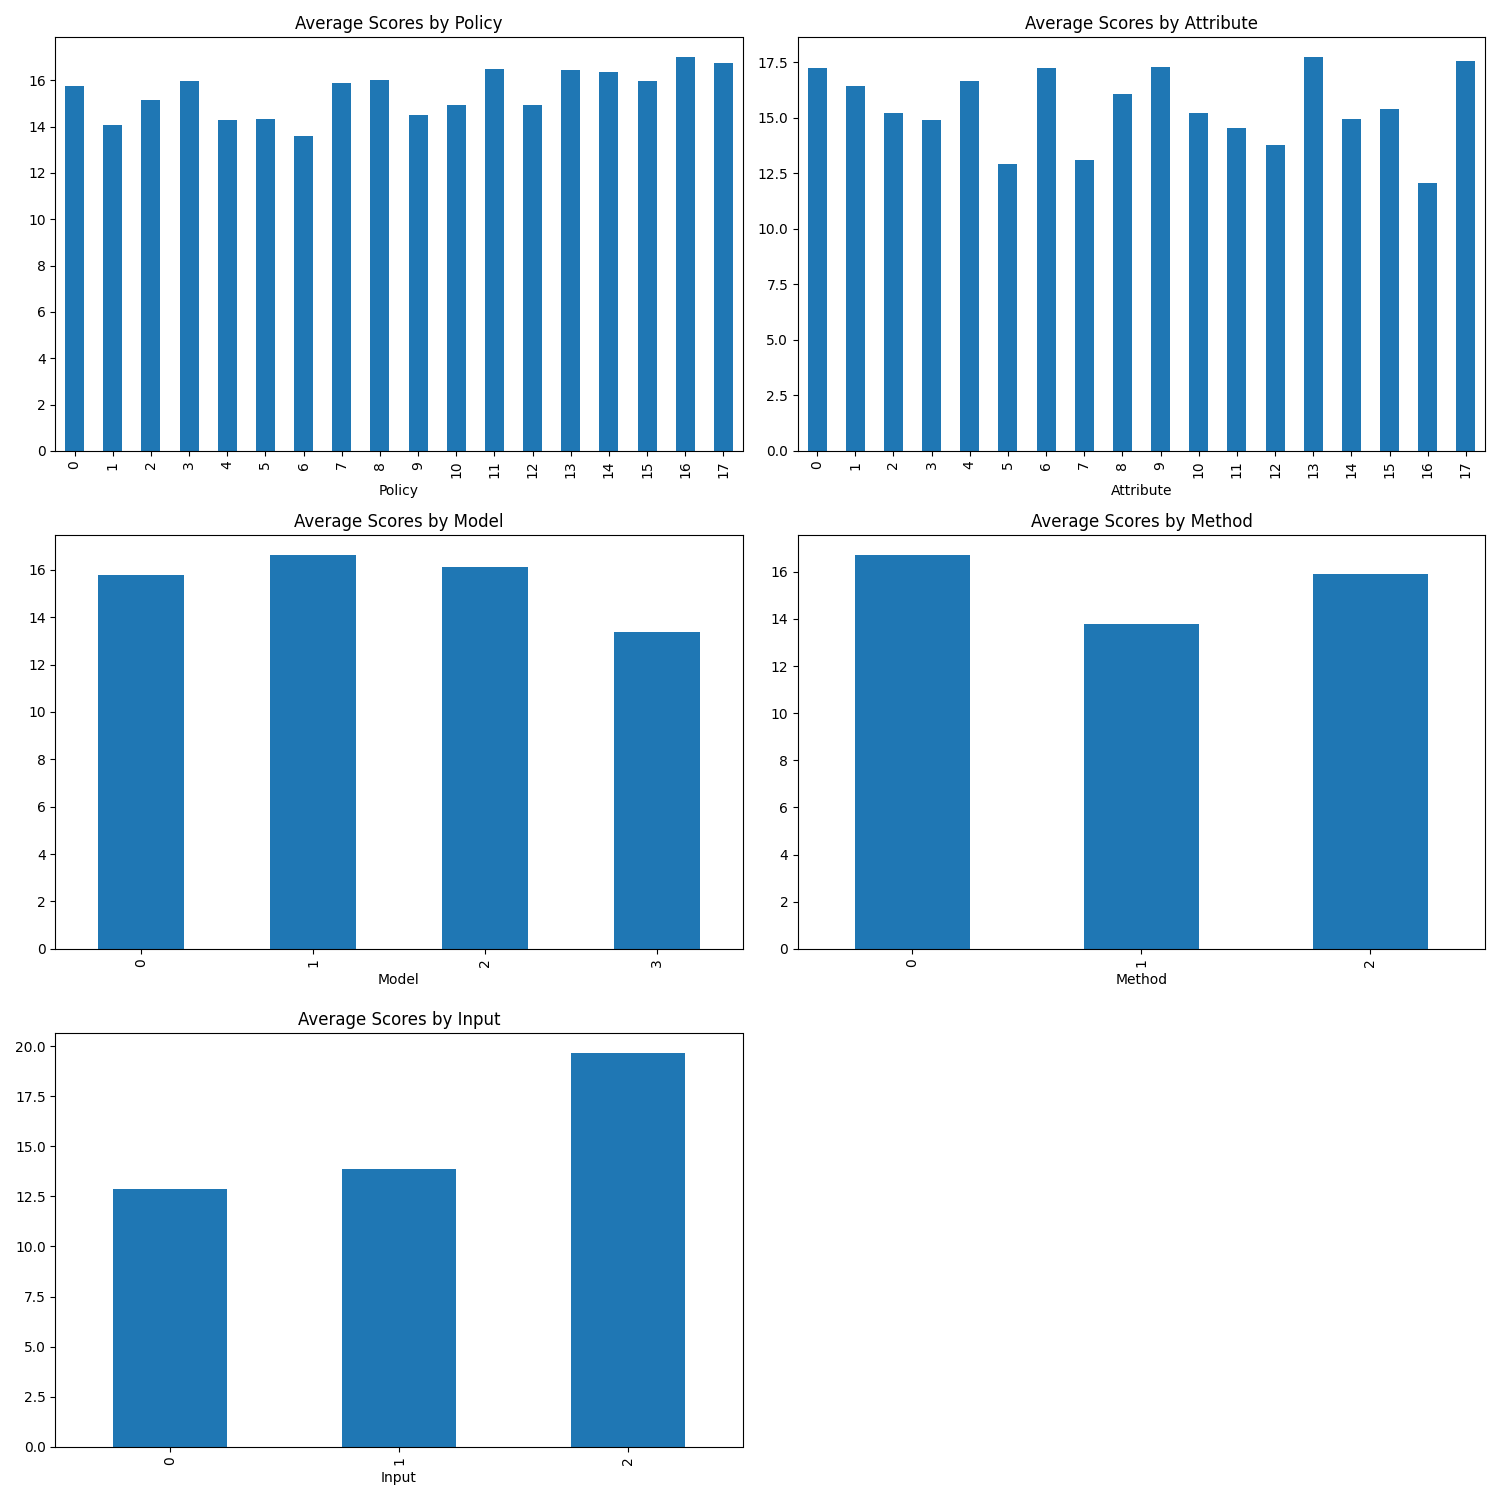 Average Scores by Policy
16
14
12
10
8
6
4
2
0
0 1 2 3 4 5 6 7 8 9 10 11 12 13 14 15 16 17
Policy
Average Scores by Attribute
17.5
15.0
12.5
10.0
7.5
5.0
2.5
0.0
0 1 2 3 4 5 6 7 8 9 10 11 12 13 14 15 16 17
Attribute
Average Scores by Model
16
14
12
10
8
6
4
2
0
0 1 2 3
Model
Average Scores by Method
16
14
12
10
8
6
4
2
0
0 1 2
Method
Average Scores by Input
20.0
17.5
15.0
12.5
10.0
7.5
5.0
2.5
0.0
0 1 2
Input